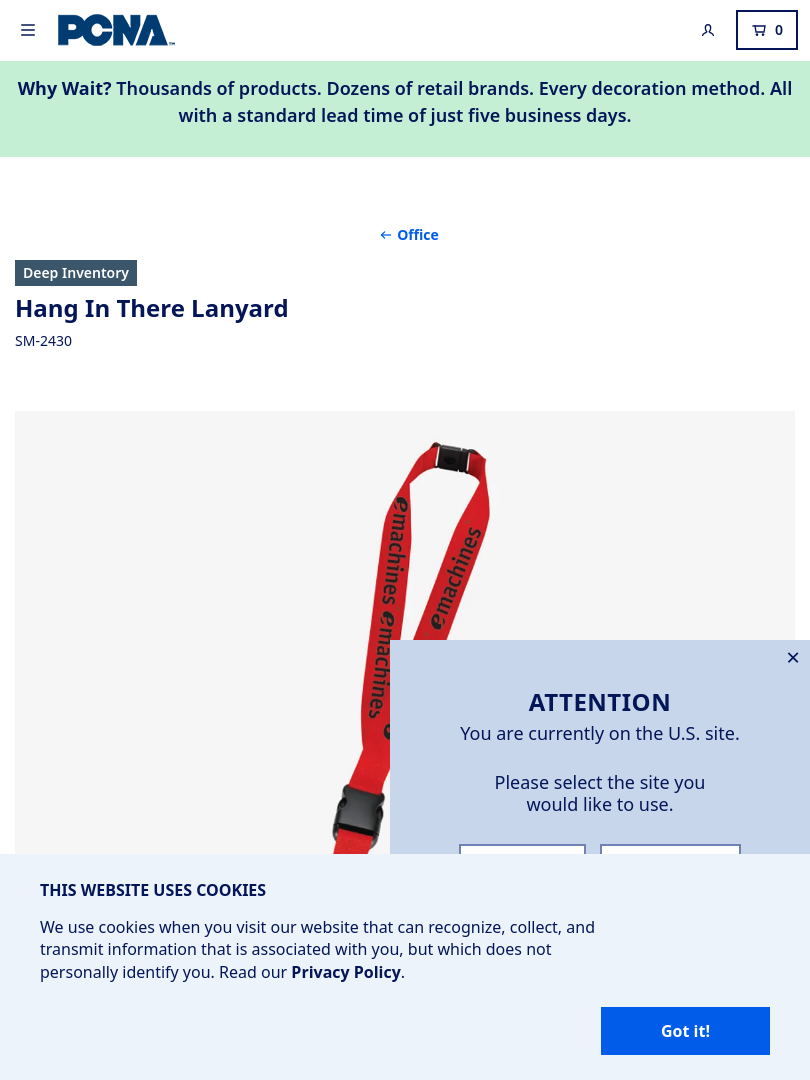 PCNA
0
Why Wait? Thousands of products. Dozens of retail brands. Every decoration method. All
with a standard lead time of just five business days.
← Office
Deep Inventory
Hang In There Lanyard
SM-2430
emachines
emachines
emachines
ATTENTION
You are currently on the U.S. site.
Please select the site you
would like to use.
THIS WEBSITE USES COOKIES
We use cookies when you visit our website that can recognize, collect, and
transmit information that is associated with you, but which does not
personally identify you. Read our Privacy Policy.
Got it!